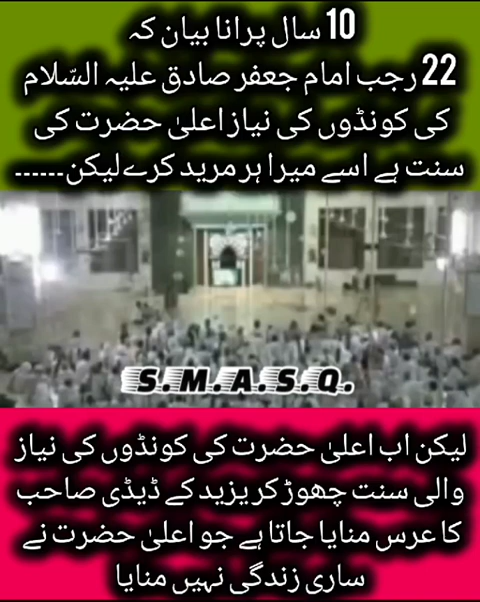 10 سال پرانا بیان کہ
22 رجب امام جعفر صادق علیہ السّلام
کی کونڈوں کی نیاز اعلیٰ حضرت کی
سنت ہے اسے میرا ہر مرید کرے لیکن......
S.M.A.S.Q.
لیکن اب اعلیٰ حضرت کی کونڈوں کی نیاز
والی سنت چھوڑ کر یزید کے ڈیڈی صاحب
کا عرس منایا جاتا ہے جو اعلیٰ حضرت نے
ساری زندگی نہیں منایا